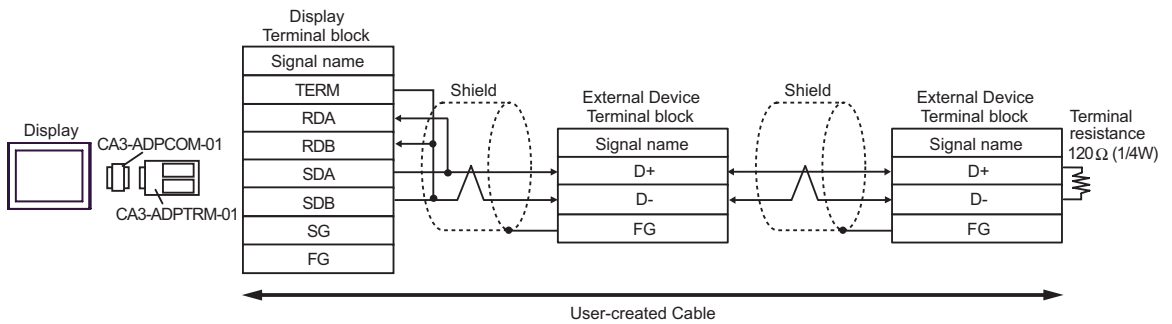 Display
CA3-ADPCOM-01
CA3-ADPTRM-01
Display
Terminal block
Signal name
TERM
RDA
RDB
SDA
SDB
SG
FG
Shield
External Device
Terminal block
Signal name
D+
D-
FG
Shield
External Device
Terminal block
Signal name
D+
D-
FG
Terminal
resistance
120Ω (1/4W)
User-created Cable